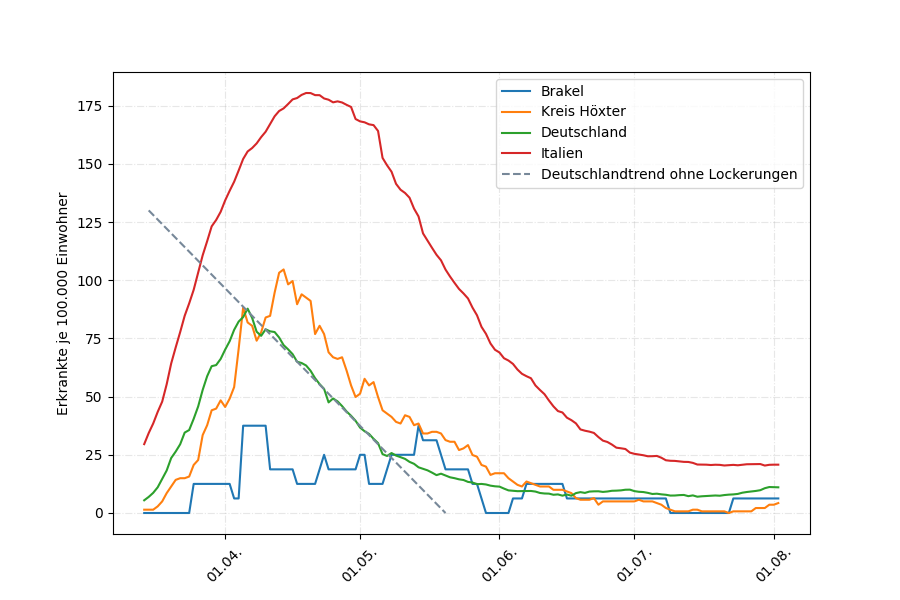 Erkrankte je 100.000 Einwohner
175
150
125
100
75
50
25
0
Brakel
Kreis Höxter
Deutschland
Italien
Deutschlandtrend ohne Lockerungen
01.04.
01.05.
01.06.
01.07.
01.08.